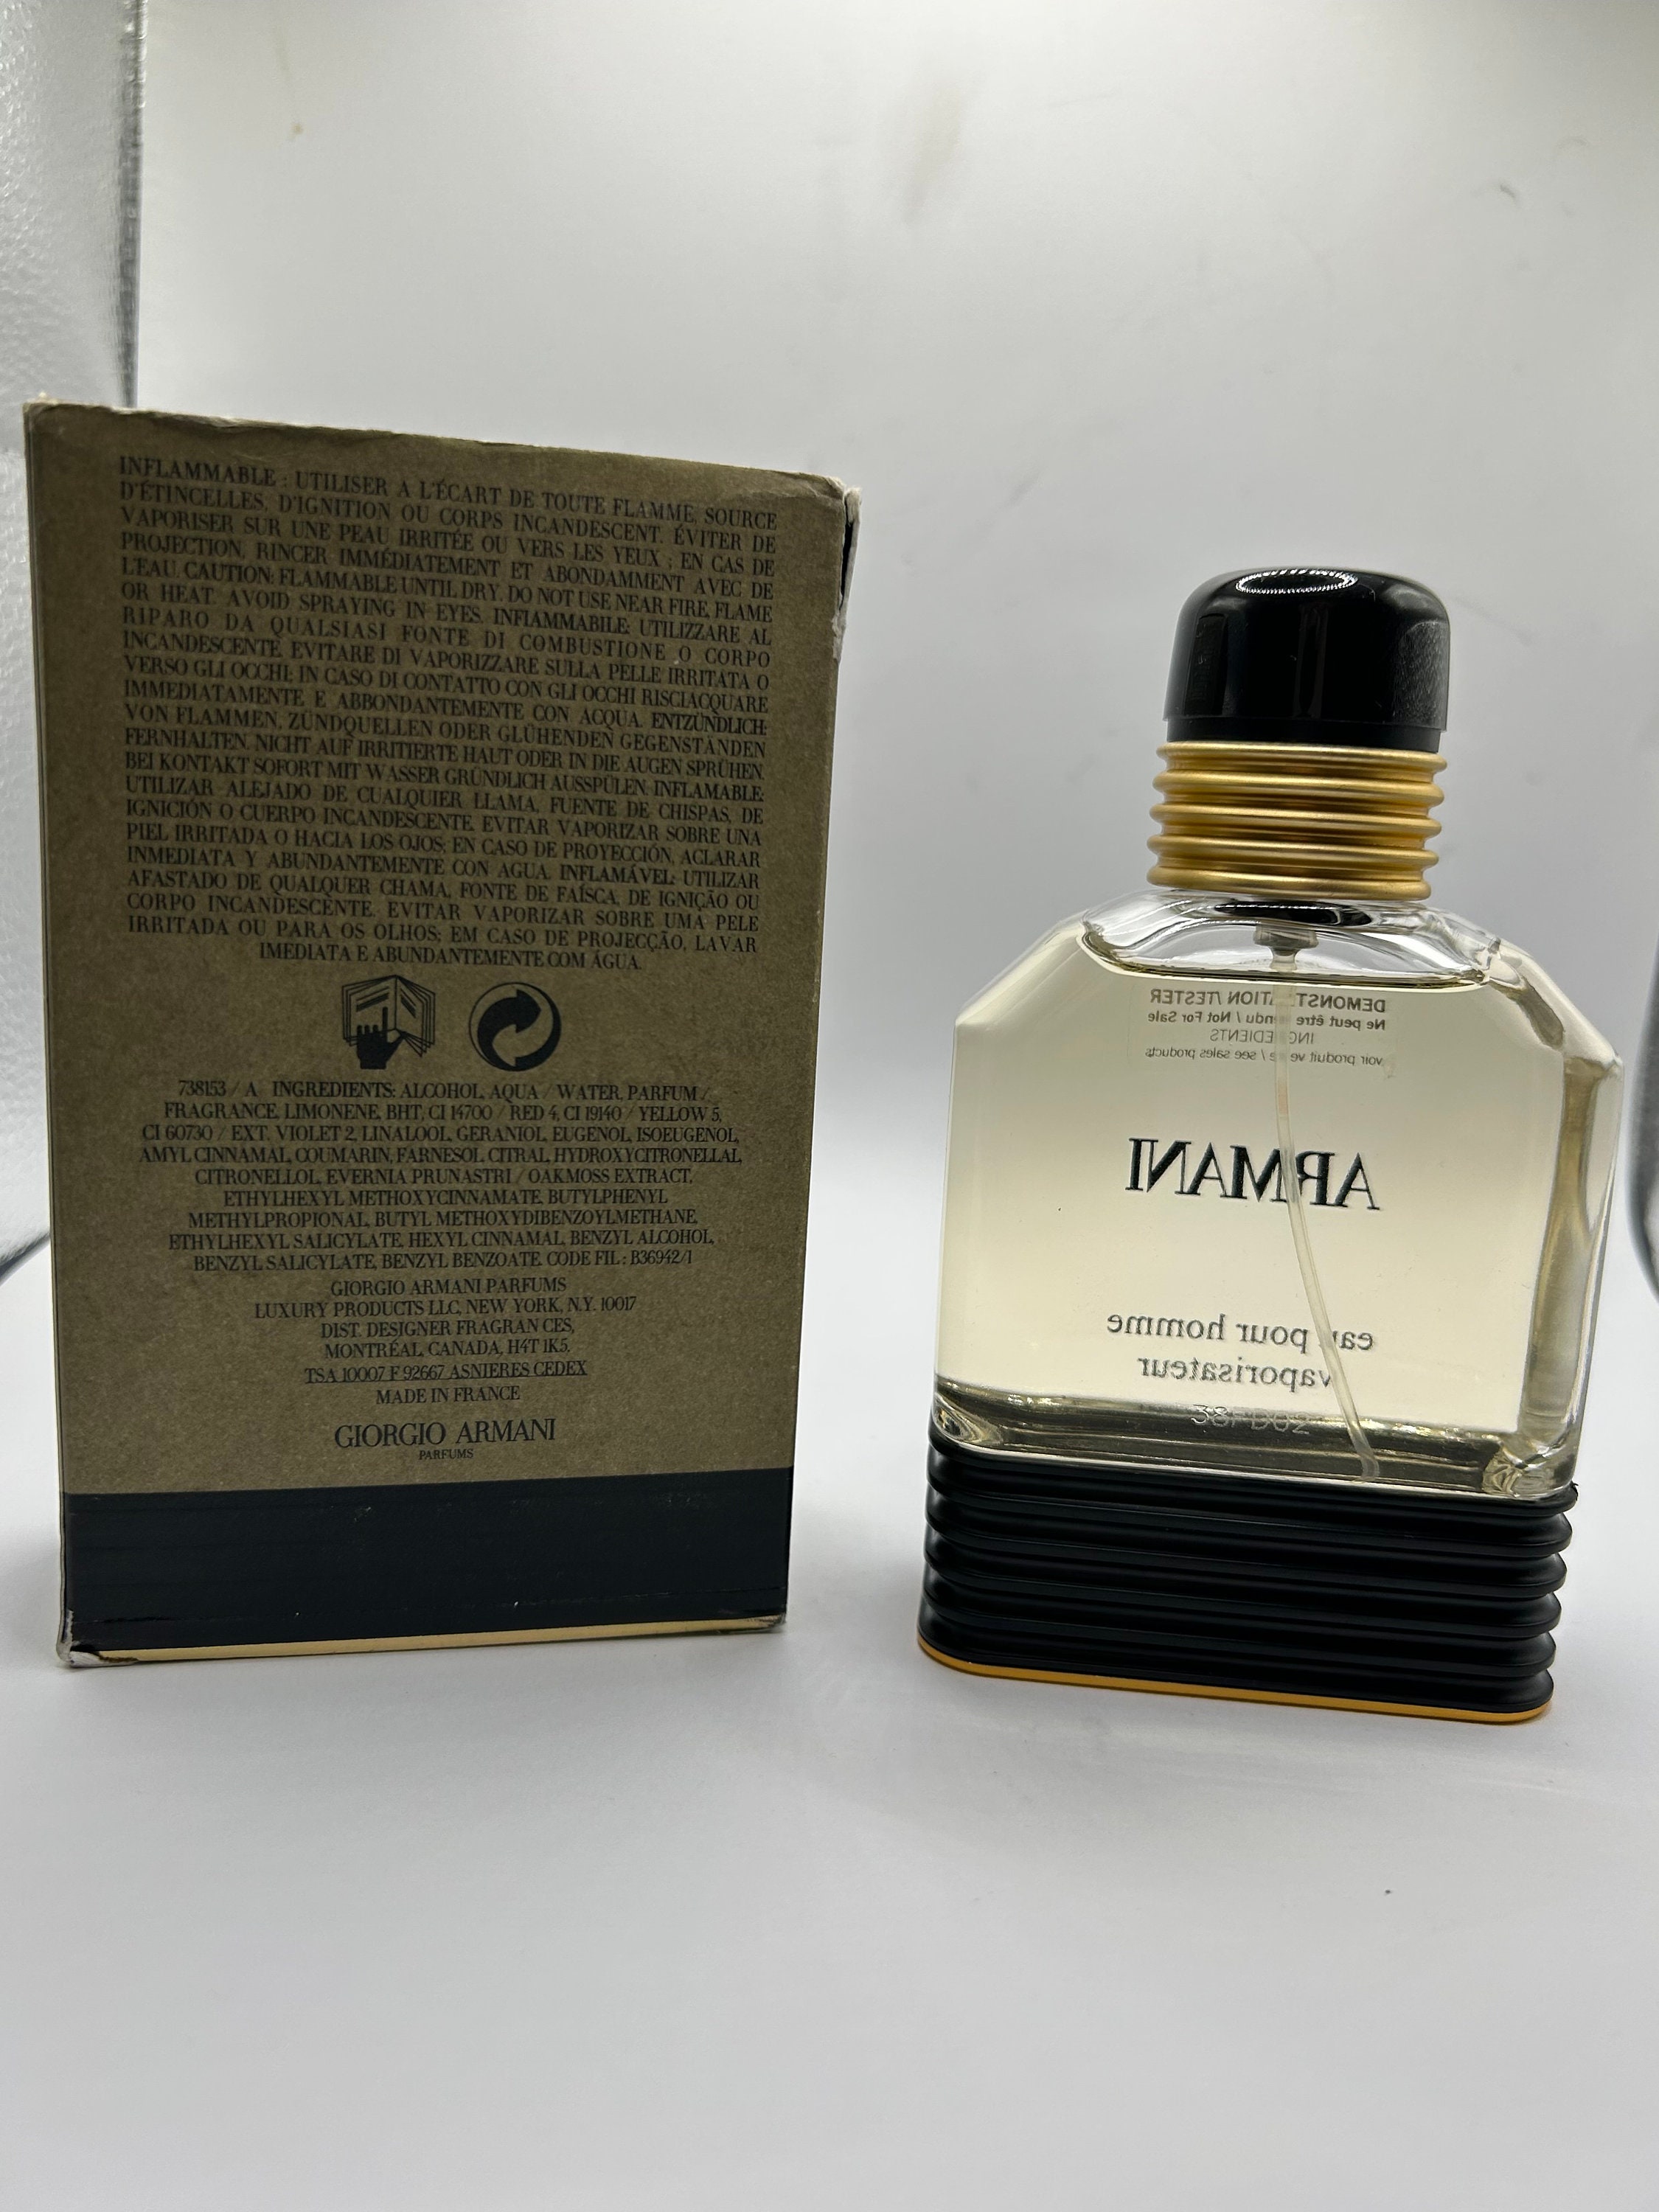 INFLAMMABLE : UTILISER A L'ÉCART DE TOUTE FLAMME, SOURCE
D'ÉTINCELLES, D'IGNITION OU CORPS INCANDESCENT. ÉVITER DE
VAPORISER SUR UNE PEAU IRRITÉE OU VERS LES YEUX ; EN CAS DE
PROJECTION, RINCER IMMÉDIATEMENT ET ABONDAMMENT AVEC DE
L'EAU. CAUTION: FLAMMABLE UNTIL DRY. DO NOT USE NEAR FIRE, FLAME
OR HEAT. AVOID SPRAYING IN EYES. INFIAMMABILE: UTILIZZARE AL
RIPARO DA QUALSIASI FONTE DI COMBUSTIONE O CORPO
INCANDESCENTE. EVITARE DI VAPORIZZARE SULLA PELLE IRRITATA O
VERSO GLI OCCHI; IN CASO DI CONTATTO CON GLI OCCHI RISCIACQUARE
IMMEDIATAMENTE E ABBONDANTEMENTE CON ACQUA. ENTZÜNDLICH:
VON FLAMMEN, ZÜNDQUELLEN ODER GLÜHENDEN GEGENSTÄNDEN
FERNHALTEN. NICHT AUF IRRITIERTE HAUT ODER IN DIE AUGEN SPRÜHEN.
BEI KONTAKT SOFORT MIT WASSER GRÜNDLICH AUSSPÜLEN. INFLAMABLE:
UTILIZAR ALEJADO DE CUALQUIER LLAMA, FUENTE DE CHISPAS, DE
IGNICIÓN O CUERPO INCANDESCENTE. EVITAR VAPORIZAR SOBRE UNA
PIEL IRRITADA O HACIA LOS OJOS; EN CASO DE PROYECCIÓN, ACLARAR
INMEDIATA Y ABUNDANTEMENTE CON AGUA. INFLAMÁVEL: UTILIZAR
AFASTADO DE QUALQUER CHAMA, FONTE DE FAÍSCA, DE IGNIÇÃO OU
CORPO INCANDESCENTE. EVITAR VAPORIZAR SOBRE UMA PELE
IRRITADA OU PARA OS OLHOS; EM CASO DE PROJECÇÃO, LAVAR
IMEDIATA E ABUNDANTEMENTE COM ÁGUA.
738153 / A INGREDIENTS: ALCOHOL, AQUA / WATER, PARFUM /
FRAGRANCE, LIMONENE, BHT, CI 14700 / RED 4, CI 19140 / YELLOW 5,
CI 60730 / EXT. VIOLET 2, LINALOOL, GERANIOL, EUGENOL, ISOEUGENOL,
AMYL CINNAMAL, COUMARIN, FARNESOL, CITRAL, HYDROXYCITRONELLAL,
CITRONELLOL, EVERNIA PRUNASTRI / OAKMOSS EXTRACT,
ETHYLHEXYL METHOXYCINNAMATE, BUTYLPHENYL
METHYLPROPIONAL, BUTYL METHOXYDIBENZOYLMETHANE,
ETHYLHEXYL SALICYLATE, HEXYL CINNAMAL, BENZYL ALCOHOL,
BENZYL SALICYLATE, BENZYL BENZOATE. CODE FIL : B36942/1
GIORGIO ARMANI PARFUMS
LUXURY PRODUCTS LLC, NEW YORK, N.Y. 10017
DIST. DESIGNER FRAGRAN CES,
MONTRÉAL, CANADA, H4T 1K5,
TSA 10007 F 92667 ASNIERES CEDEX
MADE IN FRANCE
GIORGIO ARMANI
PARFUMS
/TESTER
Ne peut être / Not For Sale
voir produit / see sales products
ARMANI
pour homme
vaporisateur